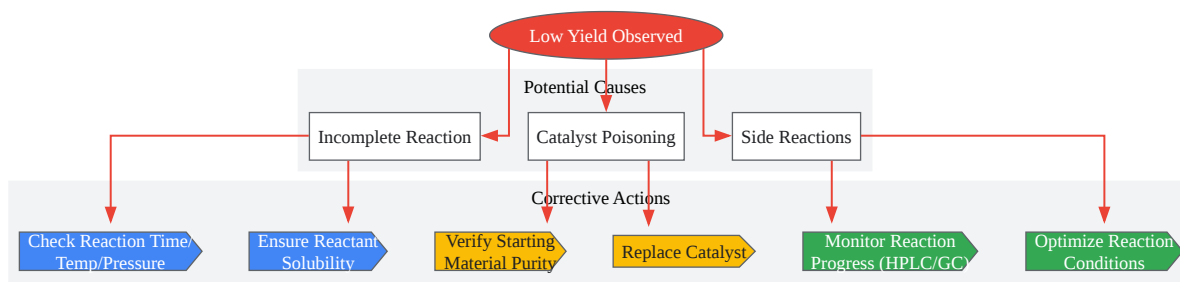 Low Yield Observed
Potential Causes
Incomplete Reaction
Catalyst Poisoning
Side Reactions
Corrective Actions
Check Reaction Time/
Temp/Pressure
Ensure Reactant
Solubility
Verify Starting
Material Purity
Replace Catalyst
Monitor Reaction
Progress (HPLC/GC)
Optimize Reaction
Conditions